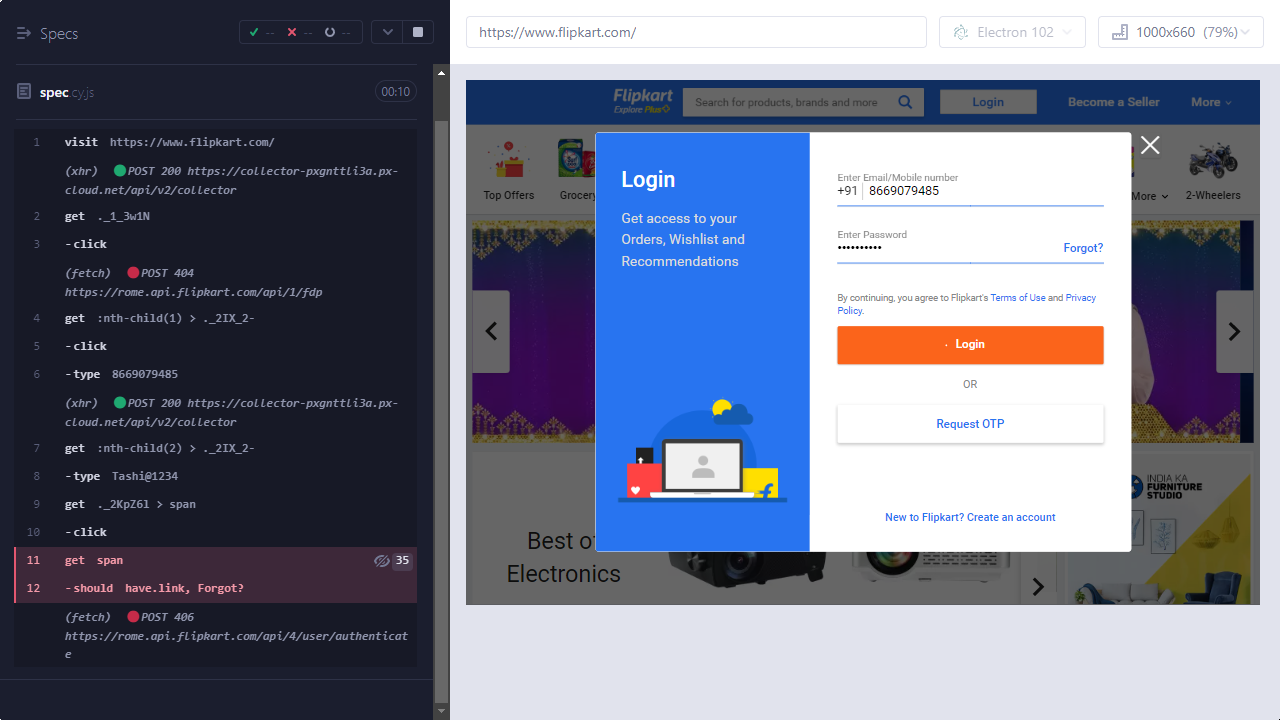 Specs
-- -- --
spec.cy.js
00:10
1 visit https://www.flipkart.com/
(xhr) POST 200 https://collector-pxgnttli3a.px-
cloud.net/api/v2/collector
2 get ._1_3w1N
3 -click
(fetch) POST 404
https://rome.api.flipkart.com/api/1/fdp
4 get :nth-child(1) > ._2IX_2-
5 -click
6 -type 8669079485
(xhr) POST 200 https://collector-pxgnttli3a.px-
cloud.net/api/v2/collector
7 get :nth-child(2) > ._2IX_2-
8 -type Tashi@1234
9 get ._2KpZ6l > span
10 -click
11 get span 35
12 -should have.link, Forgot?
(fetch) POST 406
https://rome.api.flipkart.com/api/4/user/authenticat
e
https://www.flipkart.com/
Electron 102
1000x660 (79%)
Flipkart
Explore Plus
Search for products, brands and more
Login
Become a Seller
More
Top Offers
Grocery
More
2-Wheelers
Login
Get access to your
Orders, Wishlist and
Recommendations
Enter Email/Mobile number
+91 8669079485
Enter Password
••••••••••
Forgot?
By continuing, you agree to Flipkart's Terms of Use and Privacy
Policy.
Login
OR
Request OTP
New to Flipkart? Create an account
Best of
Electronics
INDIA KA
FURNITURE
STUDIO